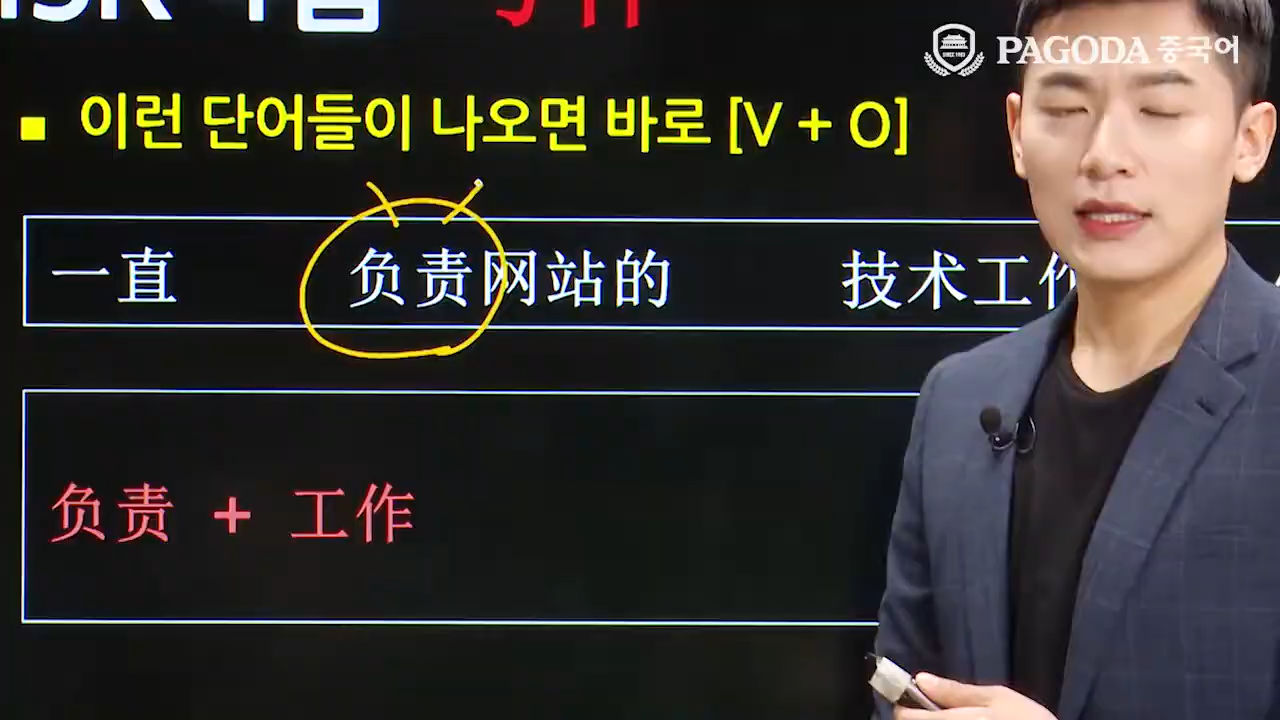 PAGODA 중국어
■ 이런 단어들이 나오면 바로 [V + O]
一直 负责网站的 技术工作
负责 + 工作